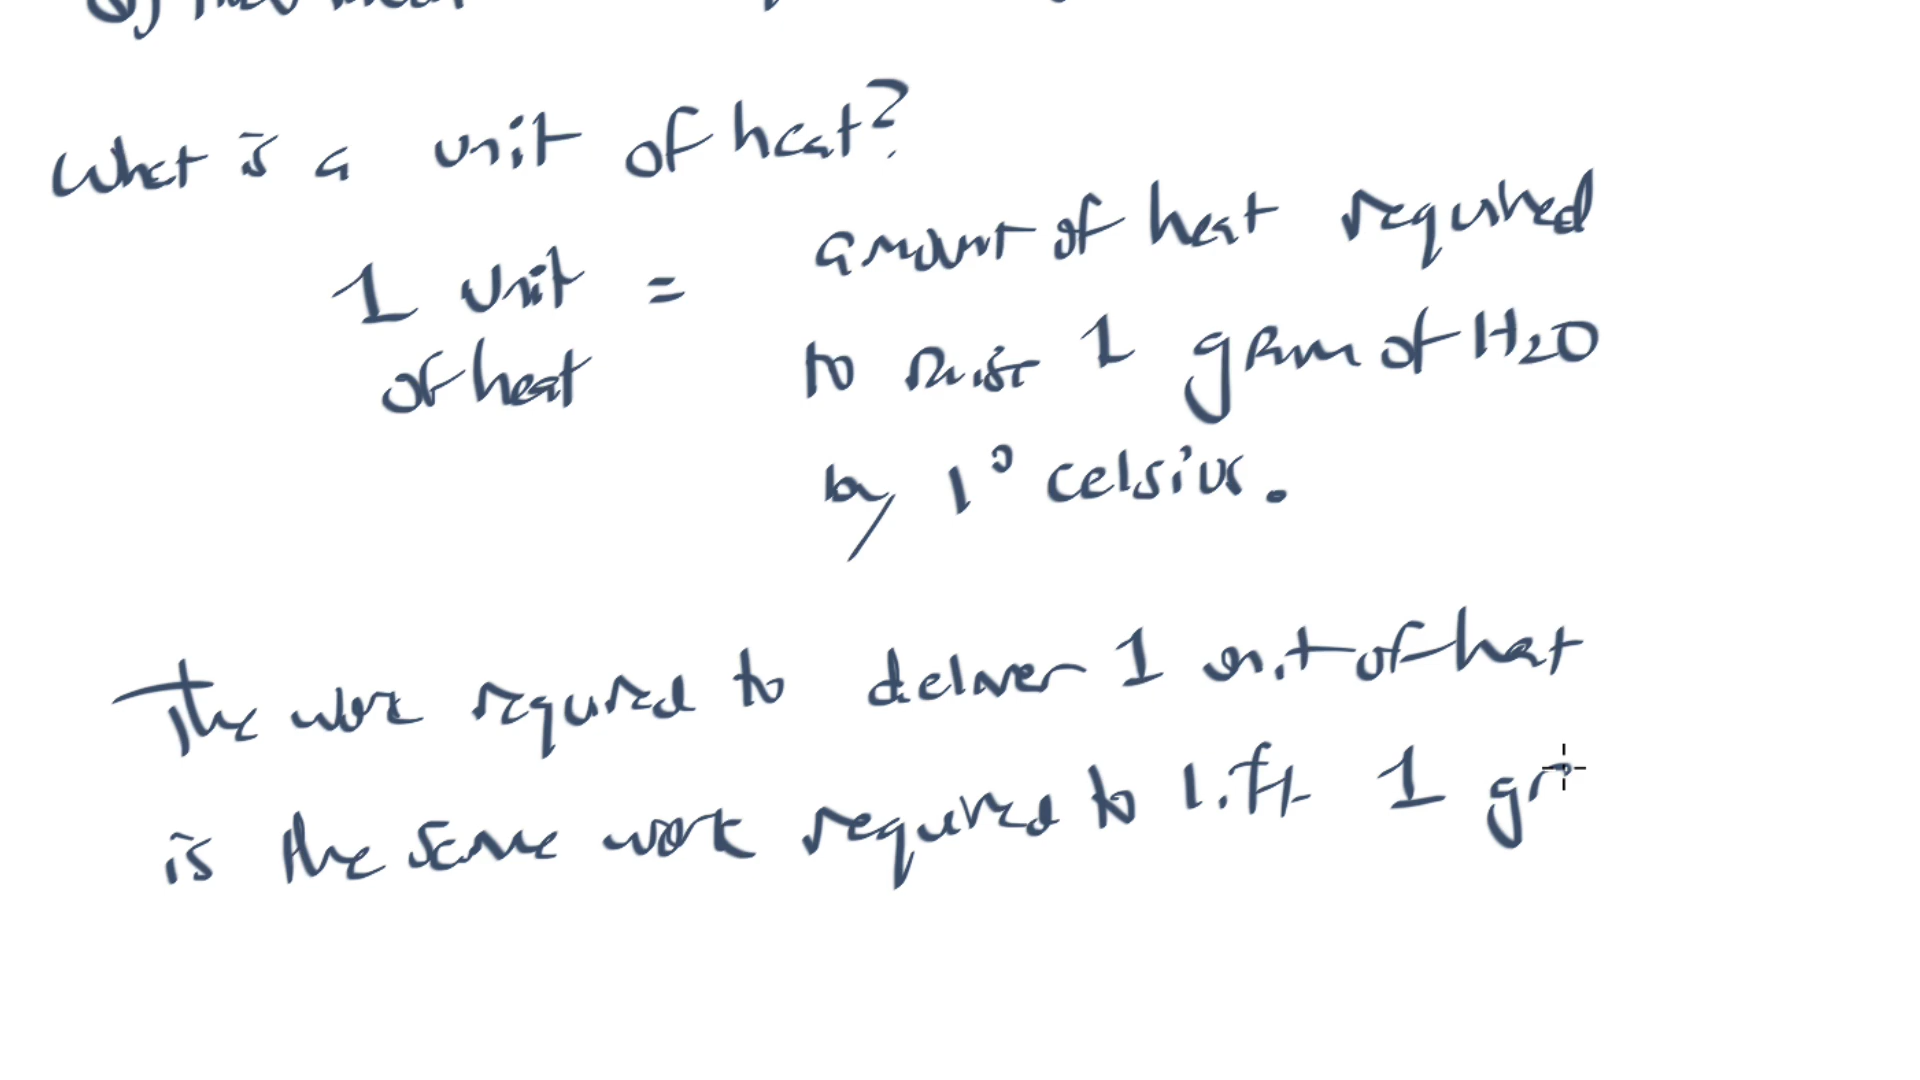 What is a unit of heat?
1 unit of heat = amount of heat required
to raise 1 gram of H2O
by 1° celsius.
The work required to deliver 1 unit of heat
is the same work required to lift 1 gr